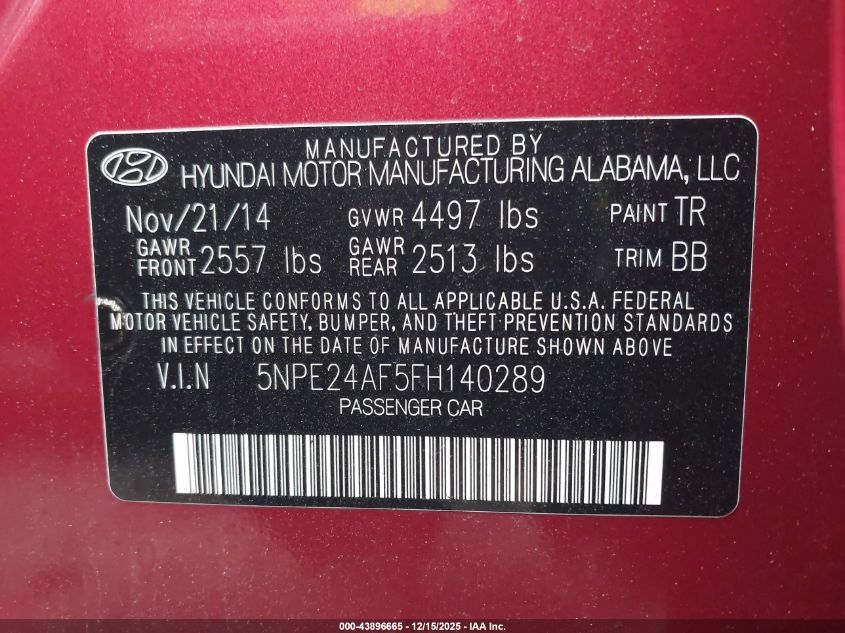 MANUFACTURED BY
HYUNDAI MOTOR MANUFACTURING ALABAMA, LLC
Nov/21/14 GVWR 4497 lbs PAINT TR
GAWR FRONT 2557 lbs GAWR REAR 2513 lbs TRIM BB
THIS VEHICLE CONFORMS TO ALL APPLICABLE U.S.A. FEDERAL
MOTOR VEHICLE SAFETY, BUMPER, AND THEFT PREVENTION STANDARDS
IN EFFECT ON THE DATE OF MANUFACTURE SHOWN ABOVE.
V.I.N 5NPE24AF5FH140289
PASSENGER CAR
000-43896665 - 12/15/2025 - IAA Inc.